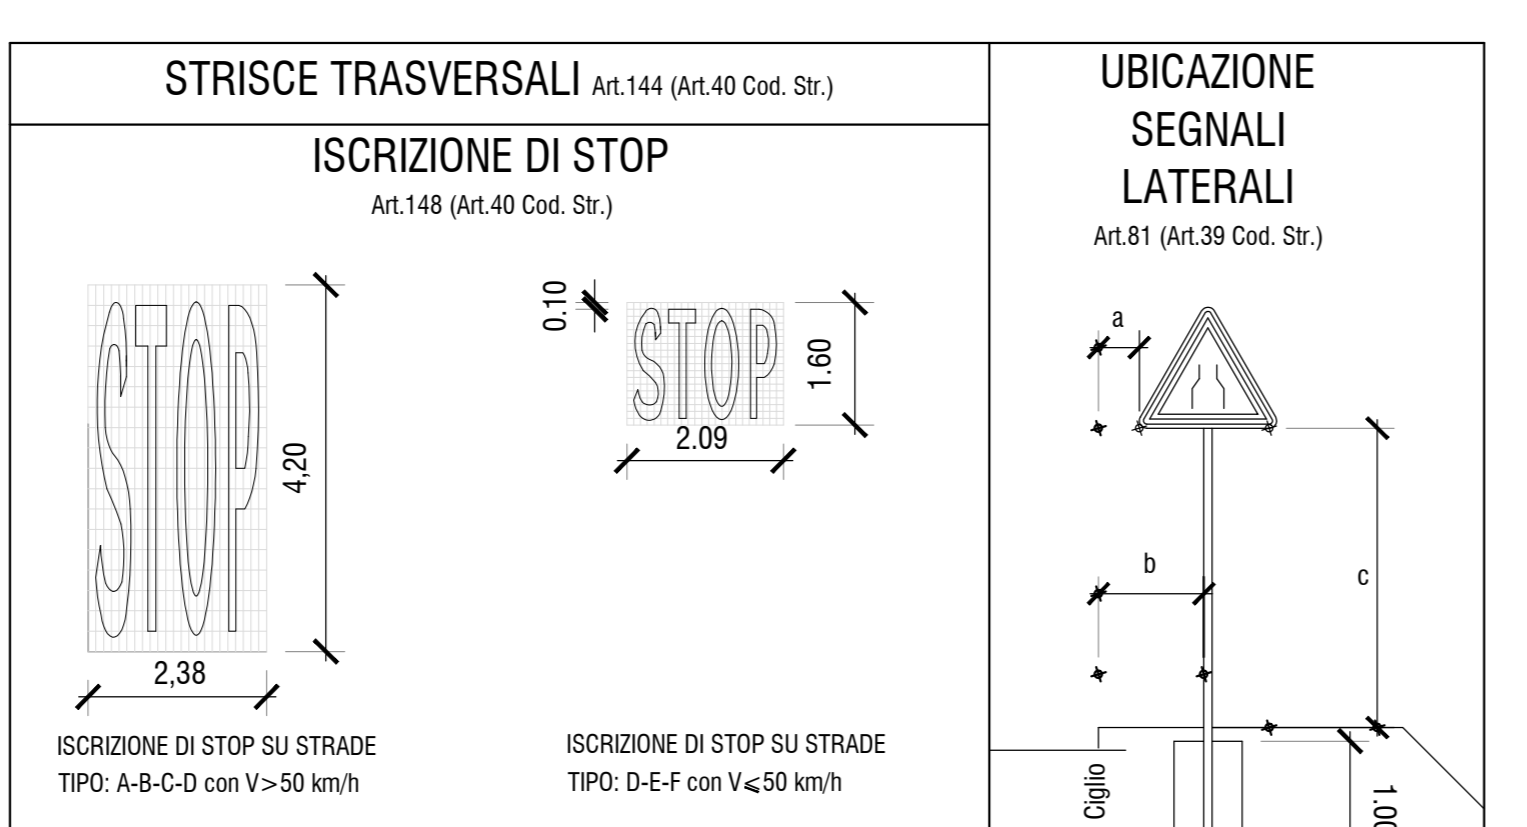 STRISCE TRASVERSALI Art.144 (Art.40 Cod. Str.)
ISCRIZIONE DI STOP
Art.148 (Art.40 Cod. Str.)
STOP
4,20
2,38
ISCRIZIONE DI STOP SU STRADE
TIPO: A-B-C-D con V>50 km/h
0.10
STOP
1.60
2.09
ISCRIZIONE DI STOP SU STRADE
TIPO: D-E-F con V⩽50 km/h
UBICAZIONE
SEGNALI
LATERALI
Art.81 (Art.39 Cod. Str.)
a
b
c
Ciglio